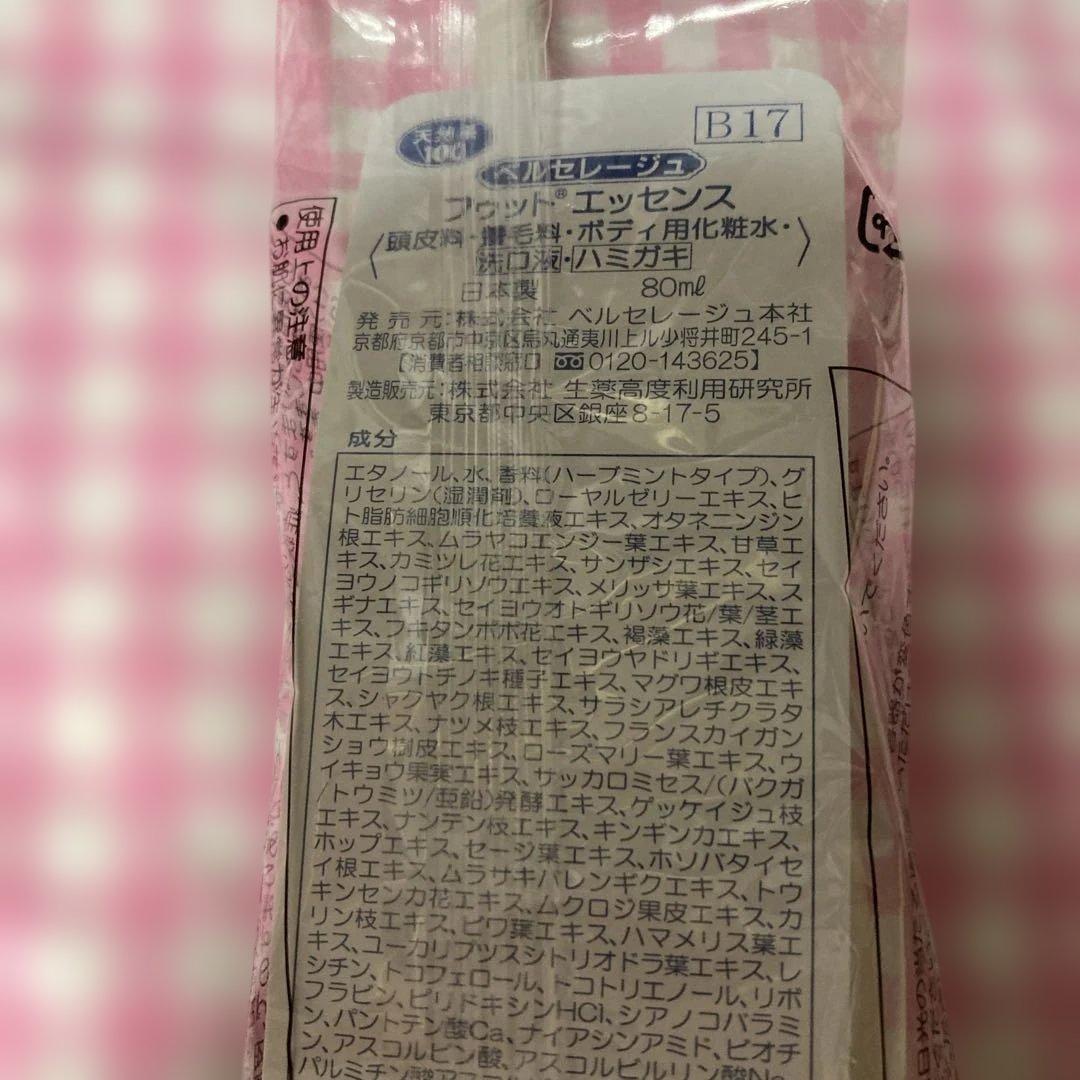 B17
天然草
100
ベルセレージュ
フゥット® エッセンス
〈頭皮料・養毛料・ボディ用化粧水・
洗口液・ハミガキ〉
日本製 80ml
発売元:株式会社 ベルセレージュ本社
京都府京都市中京区烏丸通夷川上ル少将井町245-1
【消費者相談窓口 0120-143625】
製造販売元:株式会社 生薬高度利用研究所
東京都中央区銀座8-17-5
成分
エタノール、水、香料(ハーブミントタイプ)、グ
リセリン(湿潤剤)、ローヤルゼリーエキス、ヒ
ト脂肪細胞順化培養液エキス、オタネニンジン
根エキス、ムラヤコエンジー葉エキス、甘草エ
キス、カミツレ花エキス、サンザシエキス、セイ
ヨウノコギリソウエキス、メリッサ葉エキス、ス
ギナエキス、セイヨウオトギリソウ花/葉/茎エ
キス、フキタンポポ花エキス、褐藻エキス、緑藻
エキス、紅藻エキス、セイヨウヤドリギエキス、
セイヨウトチノキ種子エキス、マグワ根皮エキ
ス、シャクヤク根エキス、サラシアレチクラタ
木エキス、ナツメ枝エキス、フランスカイガン
ショウ樹皮エキス、ローズマリー葉エキス、ウ
イキョウ果実エキス、サッカロミセス/(バクガ
/トウミツ/亜鉛)発酵エキス、ゲッケイジュ枝
エキス、ナンテン枝エキス、キンギンカエキス、
ホップエキス、セージ葉エキス、ホソバタイセ
イ根エキス、ムラサキバレンギクエキス、トウ
キンセンカ花エキス、ムクロジ果皮エキス、カ
リン枝エキス、ビワ葉エキス、ハマメリス葉エ
キス、ユーカリプツスシトリオドラ葉エキス、レ
シチン、トコフェロール、トコトリエノール、リボ
フラビン、ピリドキシンHCl、シアノコバラミ
ン、パントテン酸Ca、ナイアシンアミド、ビオチ
ン、アスコルビン酸、アスコルビルリン酸Na、
パルミチン酸ア
使用上の注意
ください。